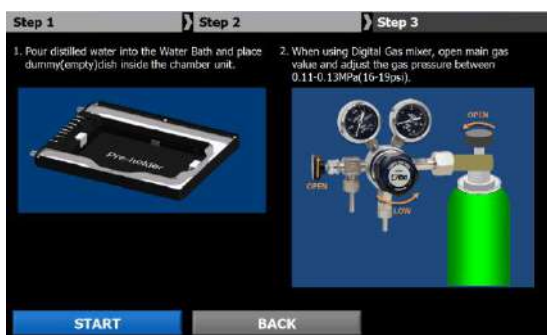 Step 1
Step 2
Step 3
1. Pour distilled water into the Water Bath and place
dummy(empty)dish inside the chamber unit.
2. When using Digital Gas mixer, open main gas
value and adjust the gas pressure between
0.11-0.13MPa(16-19psi).
Pre-holder
OPEN
OPEN
LOW
START
BACK